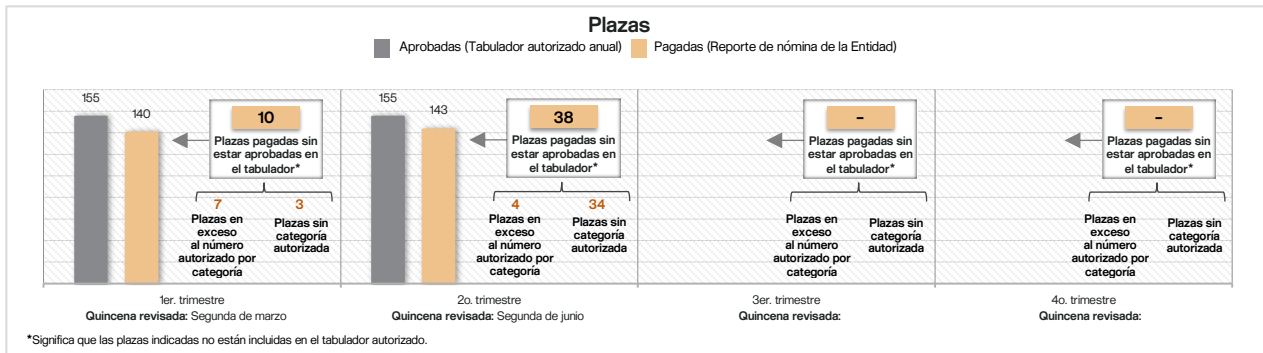 Plazas
Aprobadas (Tabulador autorizado anual) Pagadas (Reporte de nómina de la Entidad)
155
140
10
Plazas pagadas sin
estar aprobadas en
el tabulador*
7 3
Plazas en
exceso
al número
autorizado por
categoría
Plazas sin
categoría
autorizada
155
143
38
Plazas pagadas sin
estar aprobadas en
el tabulador*
4 34
Plazas en
exceso
al número
autorizado por
categoría
Plazas sin
categoría
autorizada
-
Plazas pagadas sin
estar aprobadas en
el tabulador*
Plazas en
exceso
al número
autorizado por
categoría
Plazas sin
categoría
autorizada
-
Plazas pagadas sin
estar aprobadas en
el tabulador*
Plazas en
exceso
al número
autorizado por
categoría
Plazas sin
categoría
autorizada
1er. trimestre
Quincena revisada: Segunda de marzo
2o. trimestre
Quincena revisada: Segunda de junio
3er. trimestre
Quincena revisada:
4o. trimestre
Quincena revisada:
*Significa que las plazas indicadas no están incluidas en el tabulador autorizado.